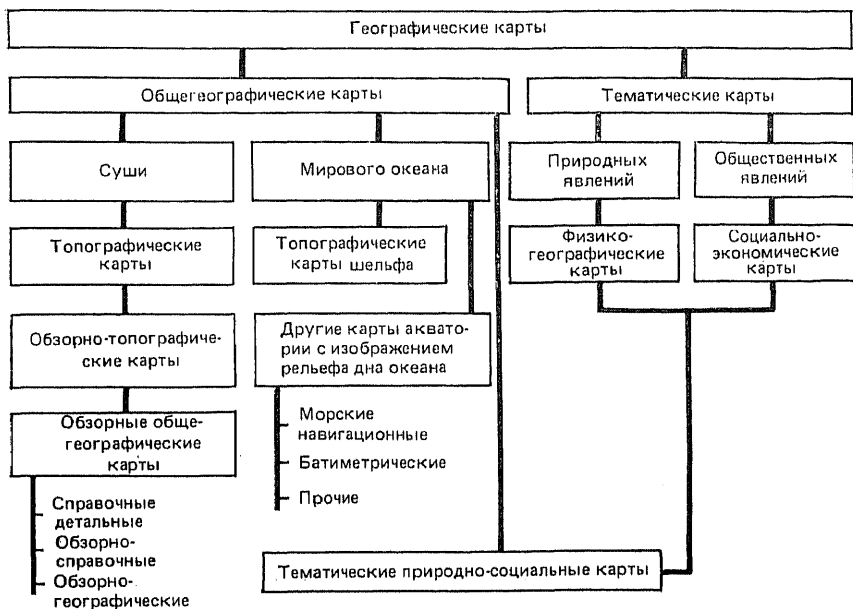 Географические карты
Общегеографические карты
Тематические карты
Суши
Мирового океана
Природных
явлений
Общественных
явлений
Топографические
карты
Топографические
карты шельфа
Физико-
географические
карты
Социально-
экономические
карты
Обзорно-топографиче-
ские карты
Другие карты аквато-
рии с изображением
рельефа дна океана
Обзорные обще-
географические
карты
Морские
навигационные
Батиметрические
Прочие
Справочные
детальные
Обзорно-
справочные
Обзорно-
географические
Тематические природно-социальные карты